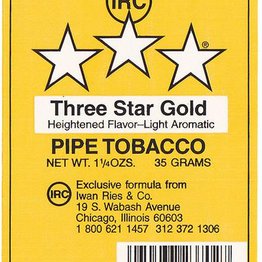 IRC
®
Three Star Gold
Heightened Flavor–Light Aromatic
PIPE TOBACCO
NET WT. 1¼OZS. 35 GRAMS
IRC
Exclusive formula from
Iwan Ries & Co.
19 S. Wabash Avenue
Chicago, Illinois 60603
1 800 621 1457 312 372 1306